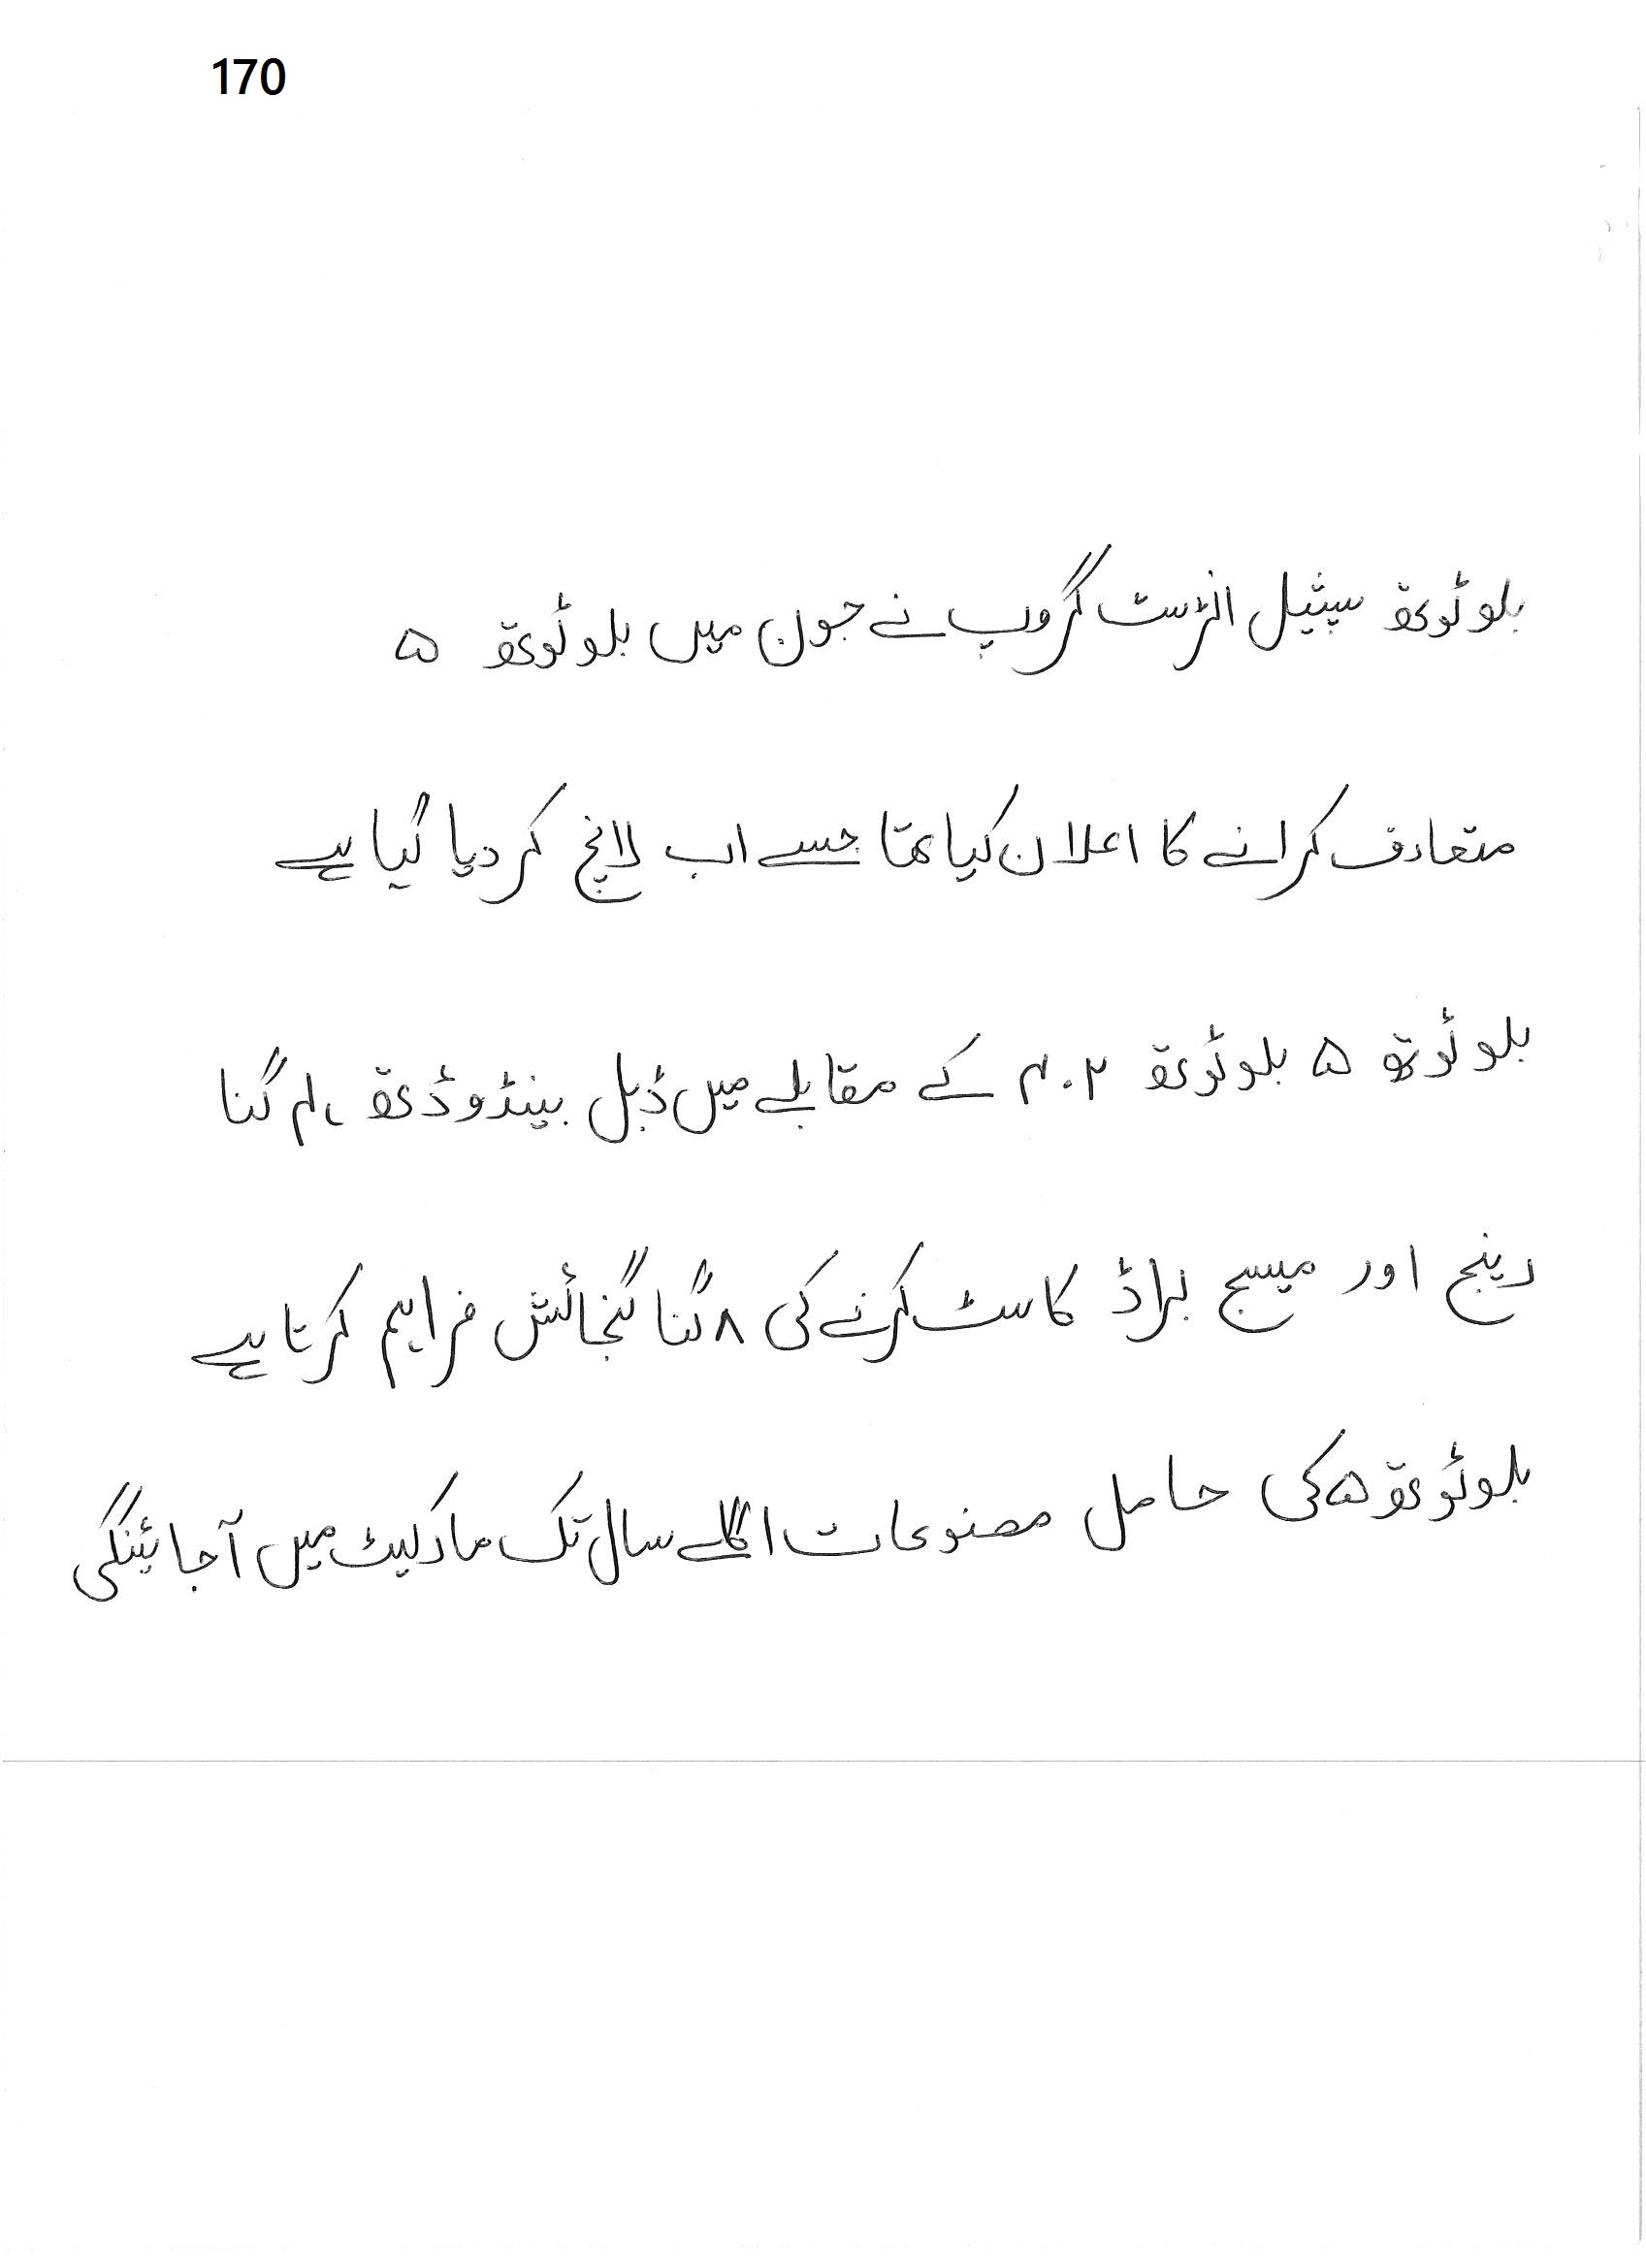 170
بلوٹوتھ سپیٹیل انٹرسٹ گروپ نے جون میں بلوٹوتھ ۵
متعارف کرانے کا اعلان کیا تھا جسے اب لانچ کر دیا گیا ہے
بلوٹوتھ ۵ بلوٹوتھ ۴.۲ کے مقابلے میں ڈبل بینڈوڈتھ ، ۴ گنا
رینج اور میسج براڈ کاسٹ کرنے کی ۸ گنا گنجائش فراہم کرتا ہے
بلوٹوتھ ۵ کی حامل مصنوعات اگلے سال تک مارکیٹ میں آجائینگی